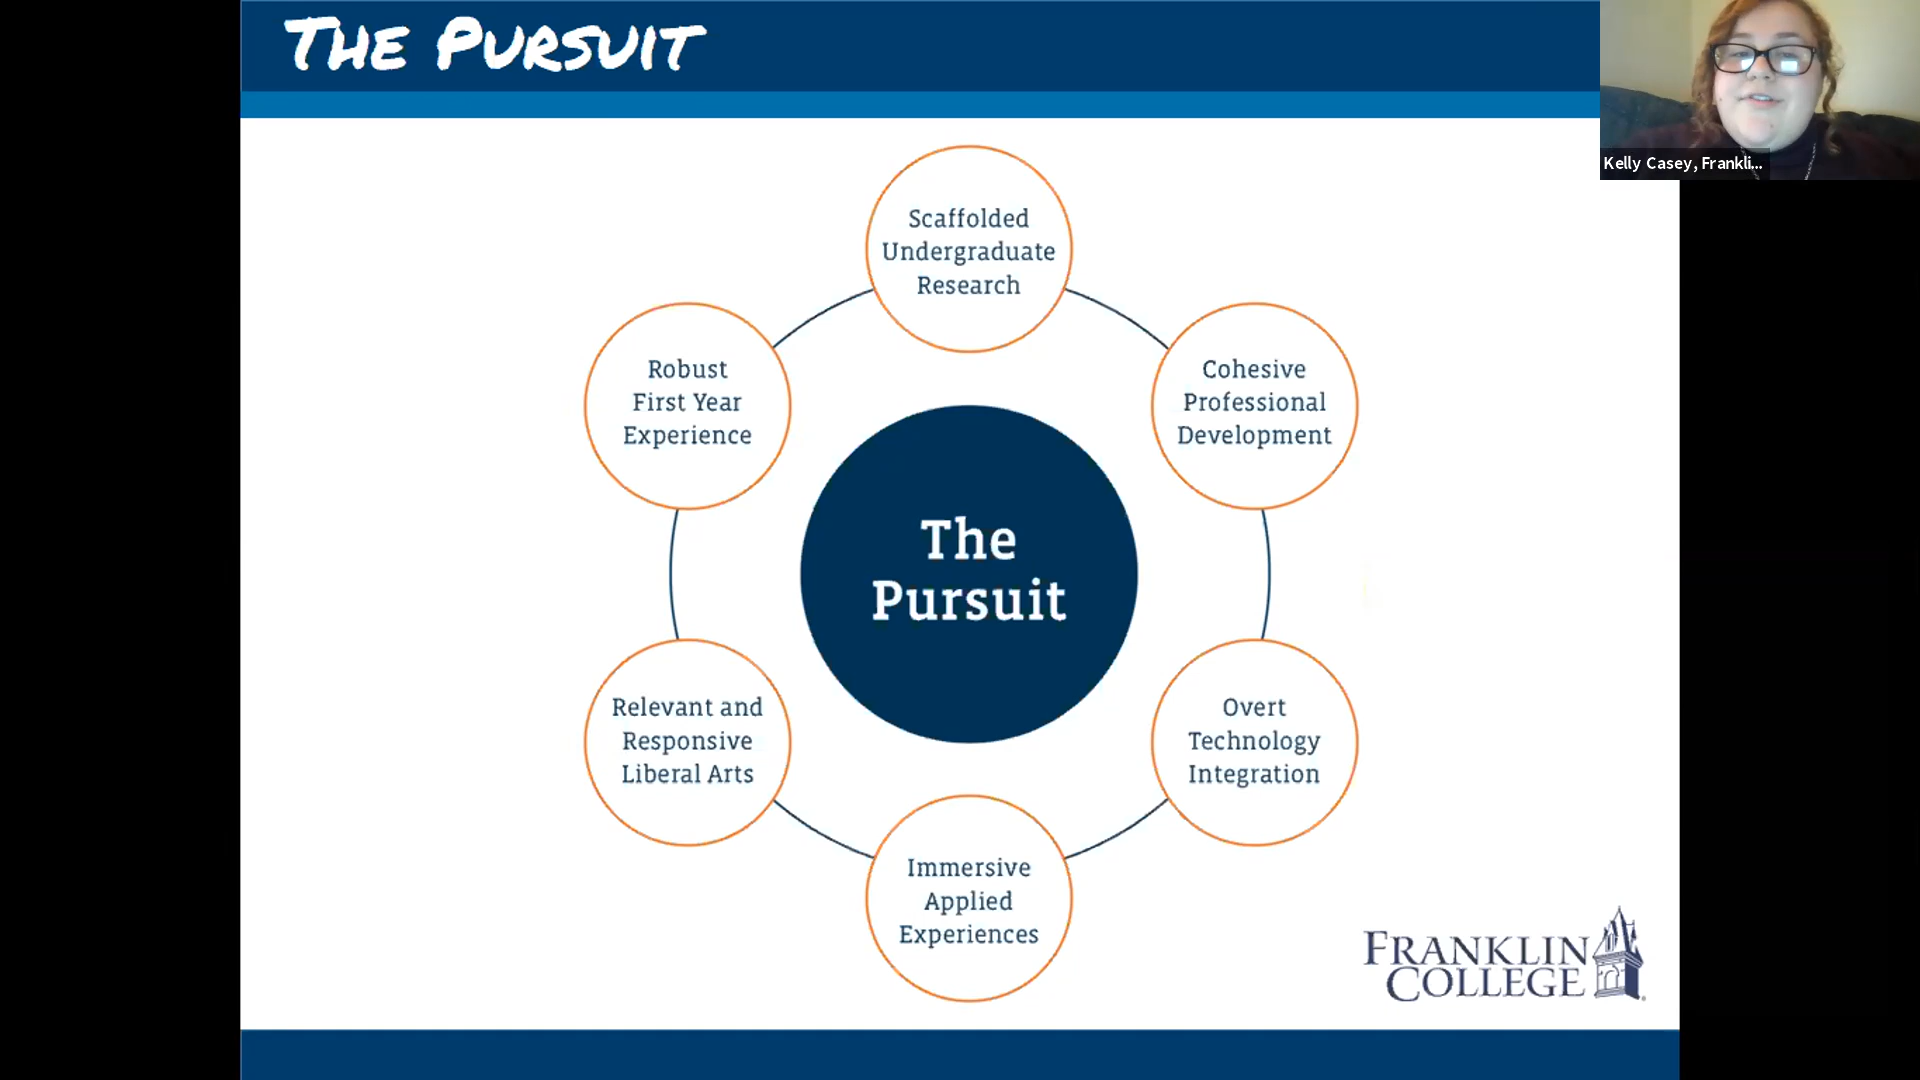 The Pursuit
Kelly Casey, Frankli...
Scaffolded
Undergraduate
Research
Robust
First Year
Experience
Cohesive
Professional
Development
The
Pursuit
Relevant and
Responsive
Liberal Arts
Overt
Technology
Integration
Immersive
Applied
Experiences
FRANKLIN
COLLEGE